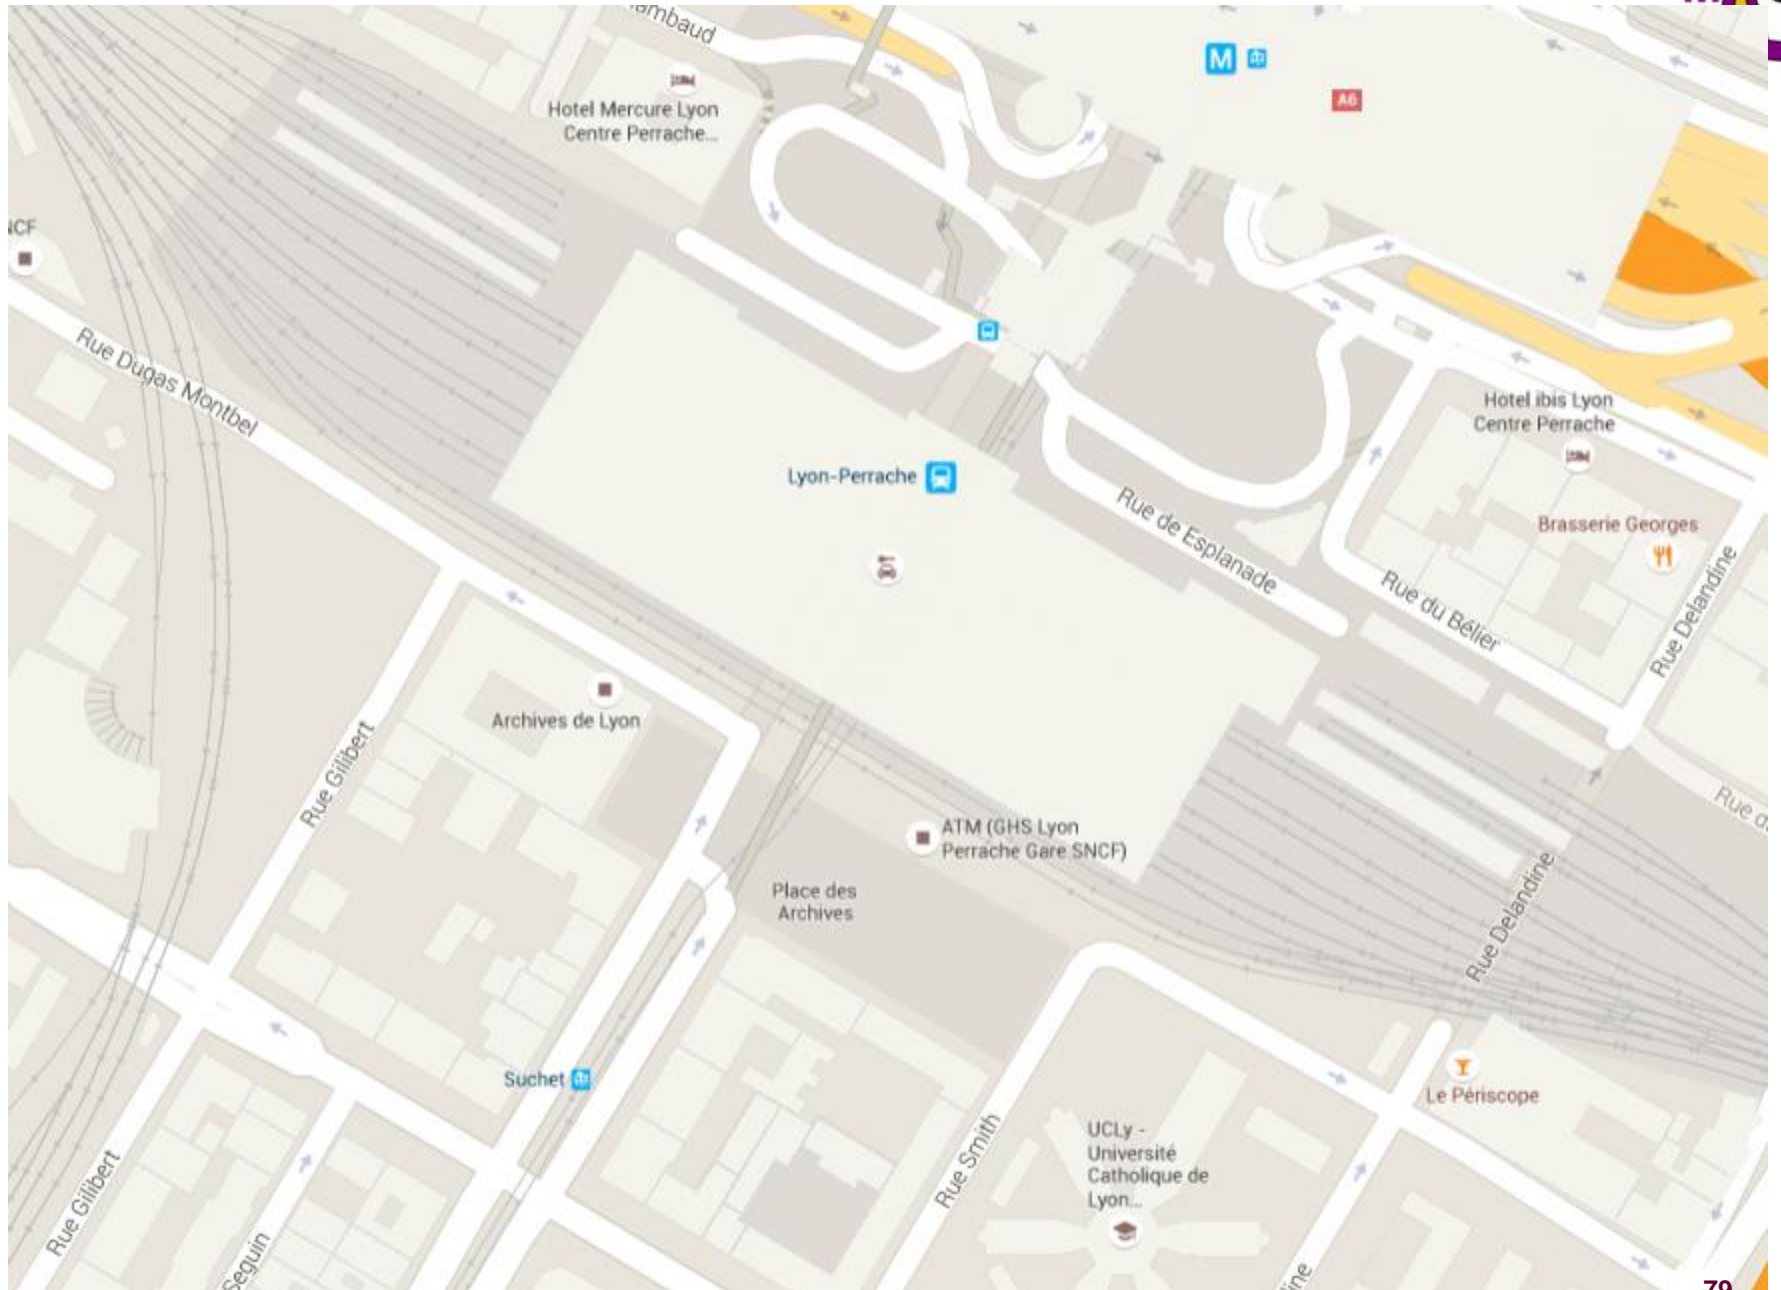 ambaud
M
A6
Hotel Mercure Lyon
Centre Perrache...
Rue Dugas Montbel
Hotel ibis Lyon
Centre Perrache
Lyon-Perrache
Rue de Esplanade
Brasserie Georges
Rue du Bélier
Rue Delandine
Archives de Lyon
Rue Gilibert
ATM (GHS Lyon
Perrache Gare SNCF)
Rue d
Place des
Archives
Rue Delandine
Suchet
Le Périscope
UCLy -
Université
Catholique de
Lyon...
Rue Smith
Rue Gilibert
Seguin
ine
79